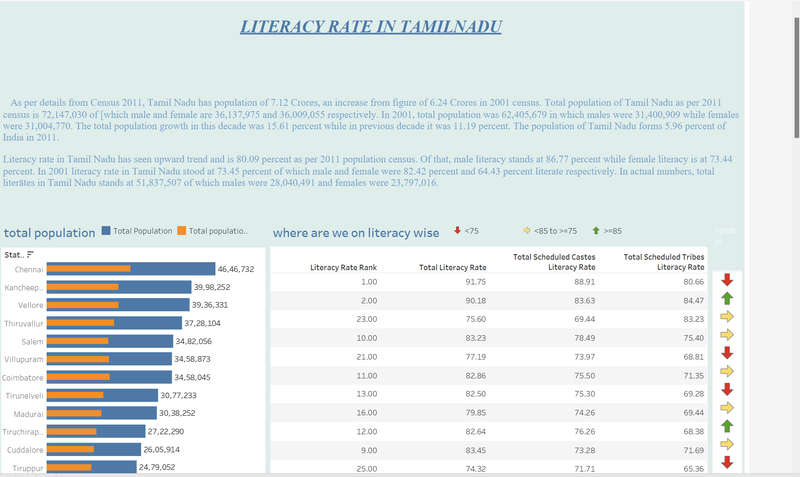 LITERACY RATE IN TAMILNADU
As per details from Census 2011, Tamil Nadu has population of 7.12 Crores, an increase from figure of 6.24 Crores in 2001 census. Total population of Tamil Nadu as per 2011
census is 72,147,030 of [which male and female are 36,137,975 and 36,009,055 respectively. In 2001, total population was 62,405,679 in which males were 31,400,909 while females
were 31,004,770. The total population growth in this decade was 15.61 percent while in previous decade it was 11.19 percent. The population of Tamil Nadu forms 5.96 percent of
India in 2011.
Literacy rate in Tamil Nadu has seen upward trend and is 80.09 percent as per 2011 population census. Of that, male literacy stands at 86.77 percent while female literacy is at 73.44
percent. In 2001 literacy rate in Tamil Nadu stood at 73.45 percent of which male and female were 82.42 percent and 64.43 percent literate respectively. In actual numbers, total
literates in Tamil Nadu stands at 51,837,507 of which males were 28,040,491 and females were 23,797,016.
total population Total Population Total populatio.. where are we on literacy wise <75 <85 to >=75 >=85
Stat..
Literacy Rate Rank Total Literacy Rate Total Scheduled Castes Literacy Rate Total Scheduled Tribes Literacy Rate
Chennai 46,46,732 1.00 91.75 88.91 80.66
Kancheep.. 39,98,252 2.00 90.18 83.63 84.47
Vellore 39,36,331 23.00 75.60 69.44 83.23
Thiruvallur 37,28,104 10.00 83.23 78.49 75.40
Salem 34,82,056 21.00 77.19 73.97 68.81
Villupuram 34,58,873 11.00 82.86 75.50 71.35
Coimbatore 34,58,045 13.00 82.50 75.30 69.28
Tirunelveli 30,77,233 16.00 79.85 74.26 69.44
Madurai 30,38,252 12.00 82.64 76.26 68.38
Tiruchirap.. 27,22,290 9.00 83.45 73.28 71.69
Cuddalore 26,05,914 25.00 74.32 71.71 65.36
Tiruppur 24,79,052